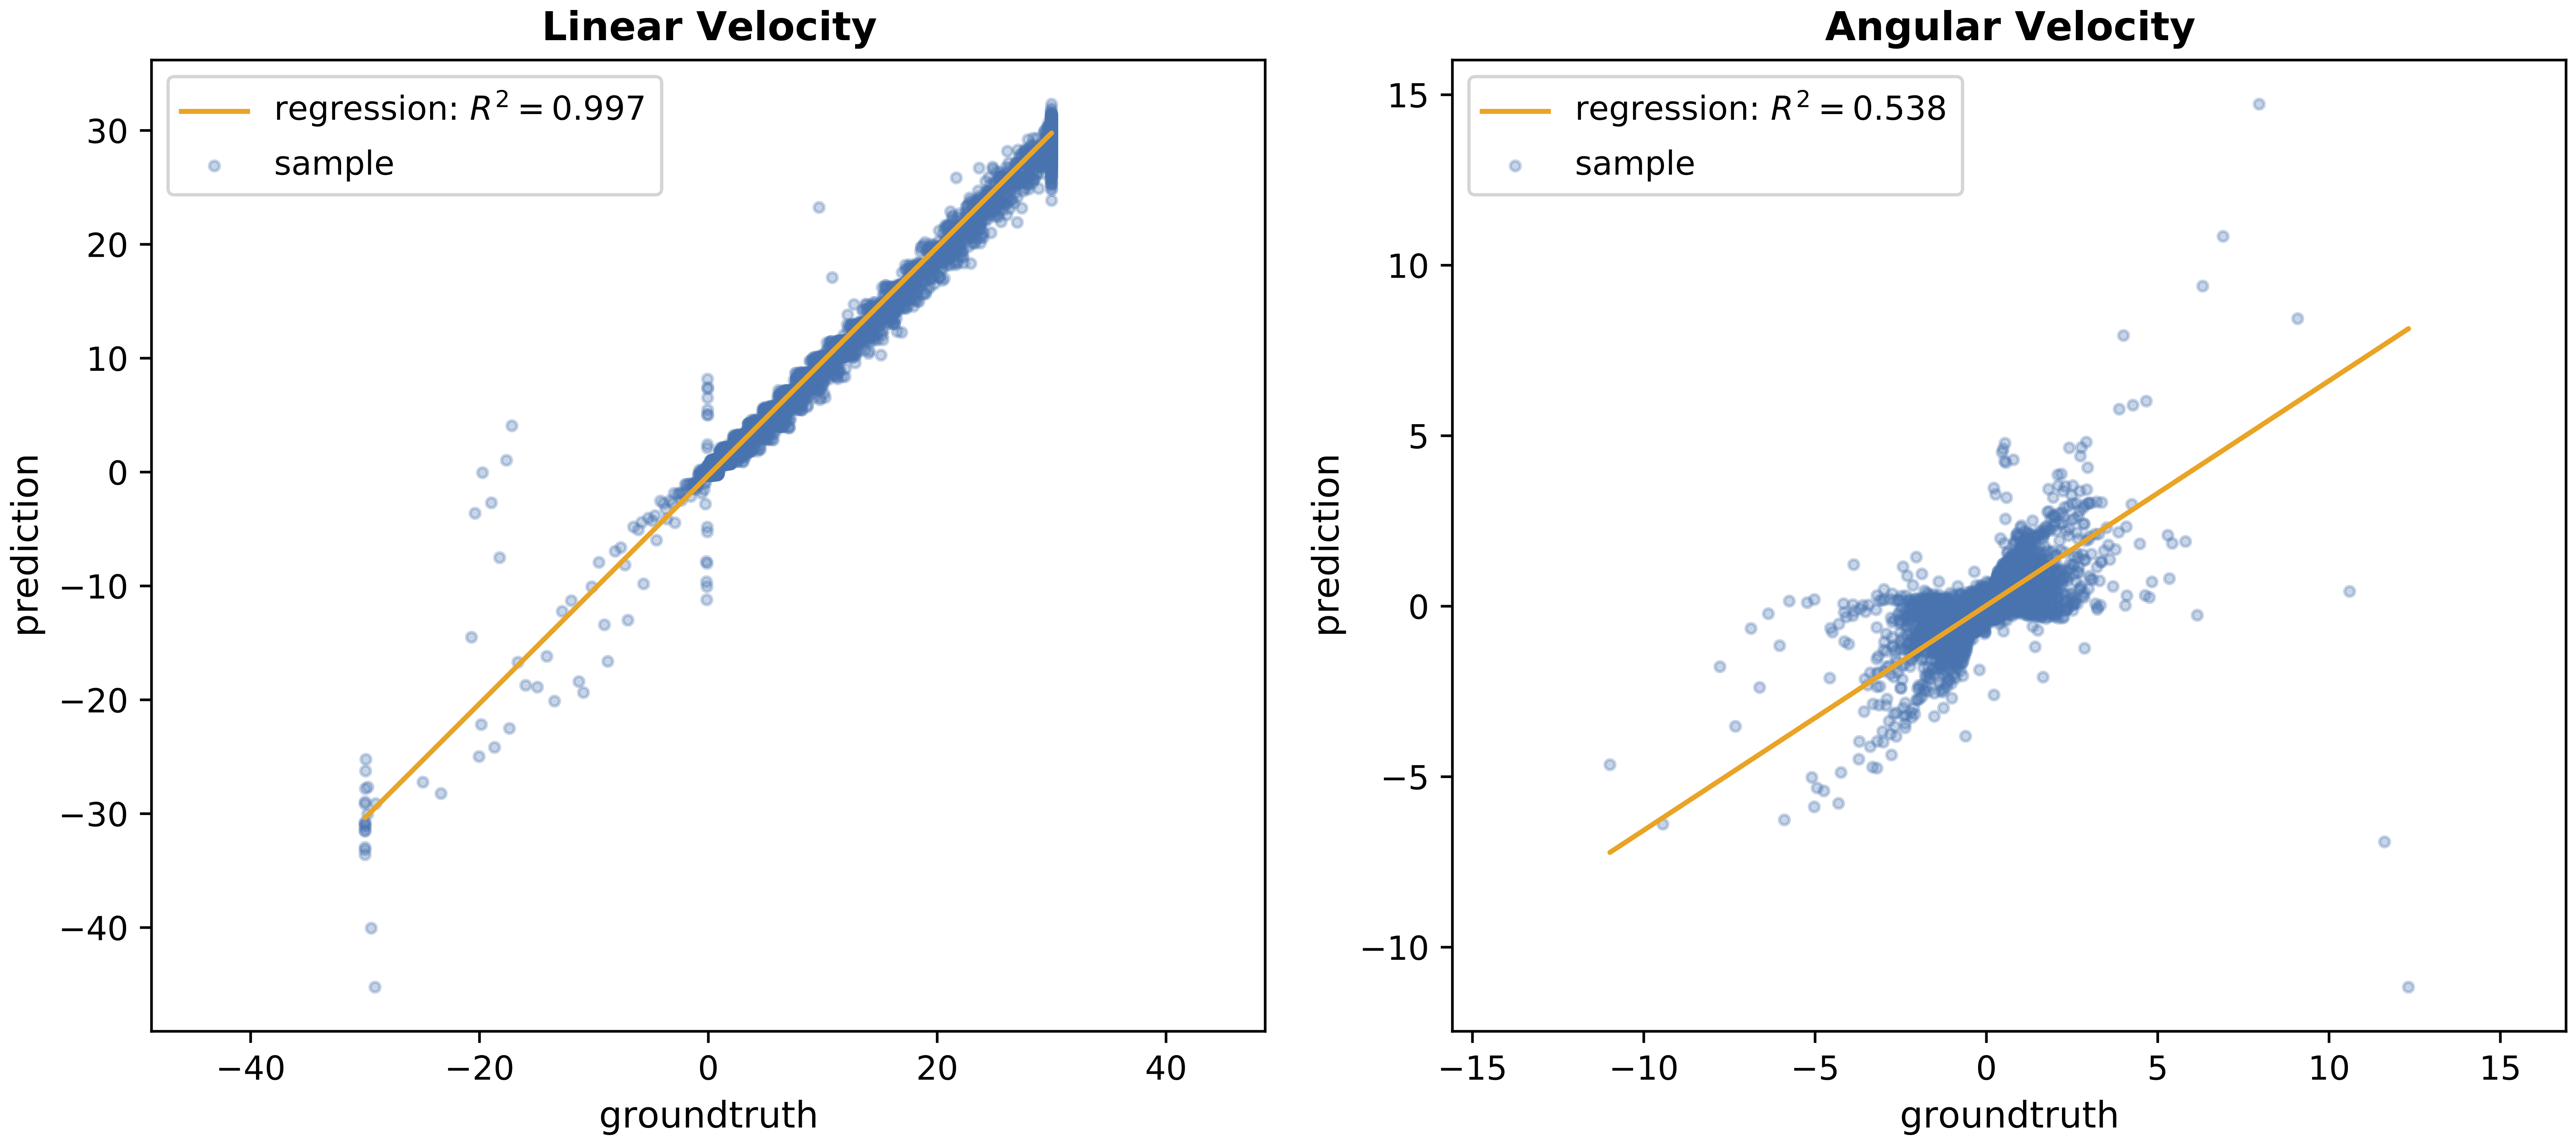 Linear Velocity
regression: R² = 0.997
sample
30
20
10
0
−10
−20
−30
−40
prediction
−40
−20
0
20
40
groundtruth
Angular Velocity
regression: R² = 0.538
sample
15
10
5
0
−5
−10
prediction
−15
−10
−5
0
5
10
15
groundtruth